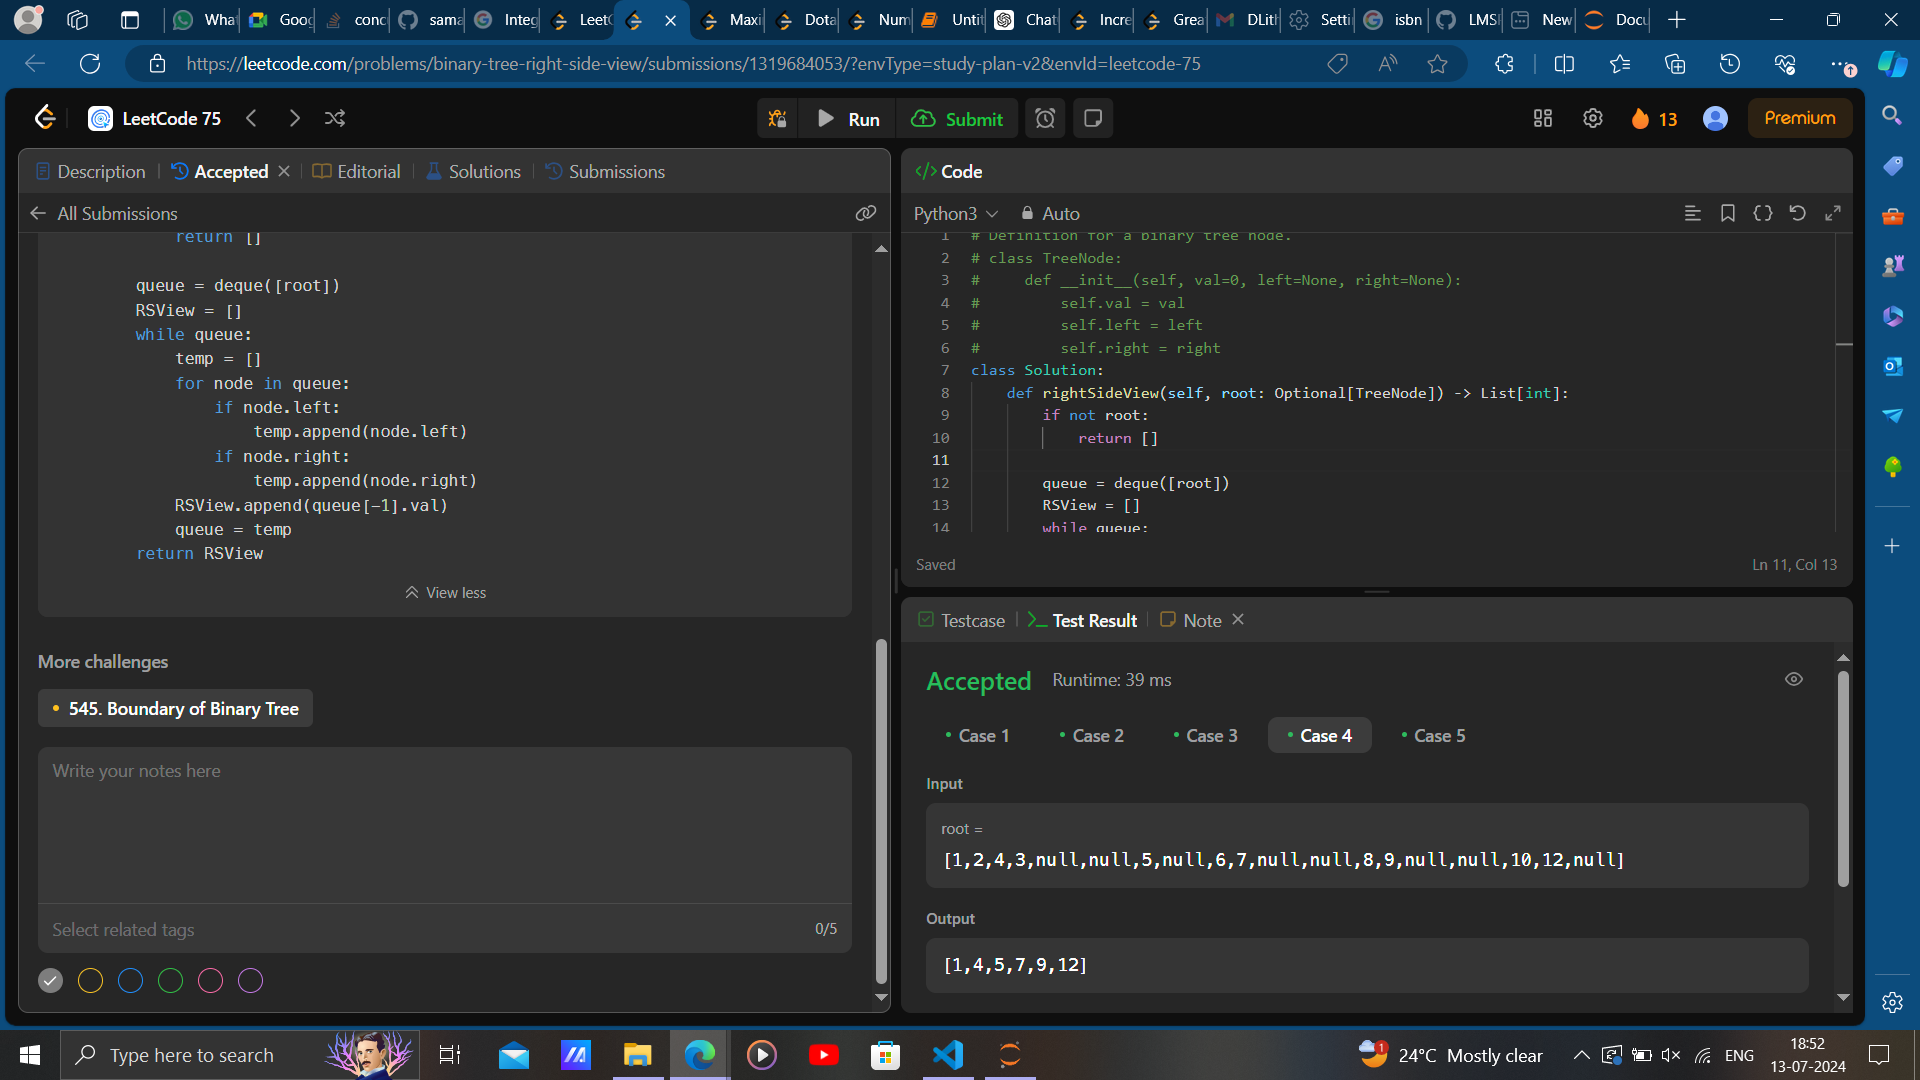 What
Goog
conc
sama
Integ
LeetC
Maxi
Dota
Num
Untit
Chat
Incre
Grea
DLith
Setti
isbn
LMSI
New
Docu
https://leetcode.com/problems/binary-tree-right-side-view/submissions/1319684053/?envType=study-plan-v2&envId=leetcode-75
LeetCode 75
Run
Submit
13
Premium
Description
Accepted
Editorial
Solutions
Submissions
All Submissions
return []
queue = deque([root])
RSView = []
while queue:
temp = []
for node in queue:
if node.left:
temp.append(node.left)
if node.right:
temp.append(node.right)
RSView.append(queue[-1].val)
queue = temp
return RSView
View less
More challenges
545. Boundary of Binary Tree
Write your notes here
Select related tags
0/5
Code
Python3
Auto
1 # Definition for a binary tree node.
2 # class TreeNode:
3 # def __init__(self, val=0, left=None, right=None):
4 # self.val = val
5 # self.left = left
6 # self.right = right
7 class Solution:
8 def rightSideView(self, root: Optional[TreeNode]) -> List[int]:
9 if not root:
10 return []
11
12 queue = deque([root])
13 RSView = []
14 while queue:
Saved
Ln 11, Col 13
Testcase
Test Result
Note
Accepted
Runtime: 39 ms
Case 1
Case 2
Case 3
Case 4
Case 5
Input
root =
[1,2,4,3,null,null,5,null,6,7,null,null,8,9,null,null,10,12,null]
Output
[1,4,5,7,9,12]
Type here to search
1
24°C Mostly clear
ENG
18:52
13-07-2024